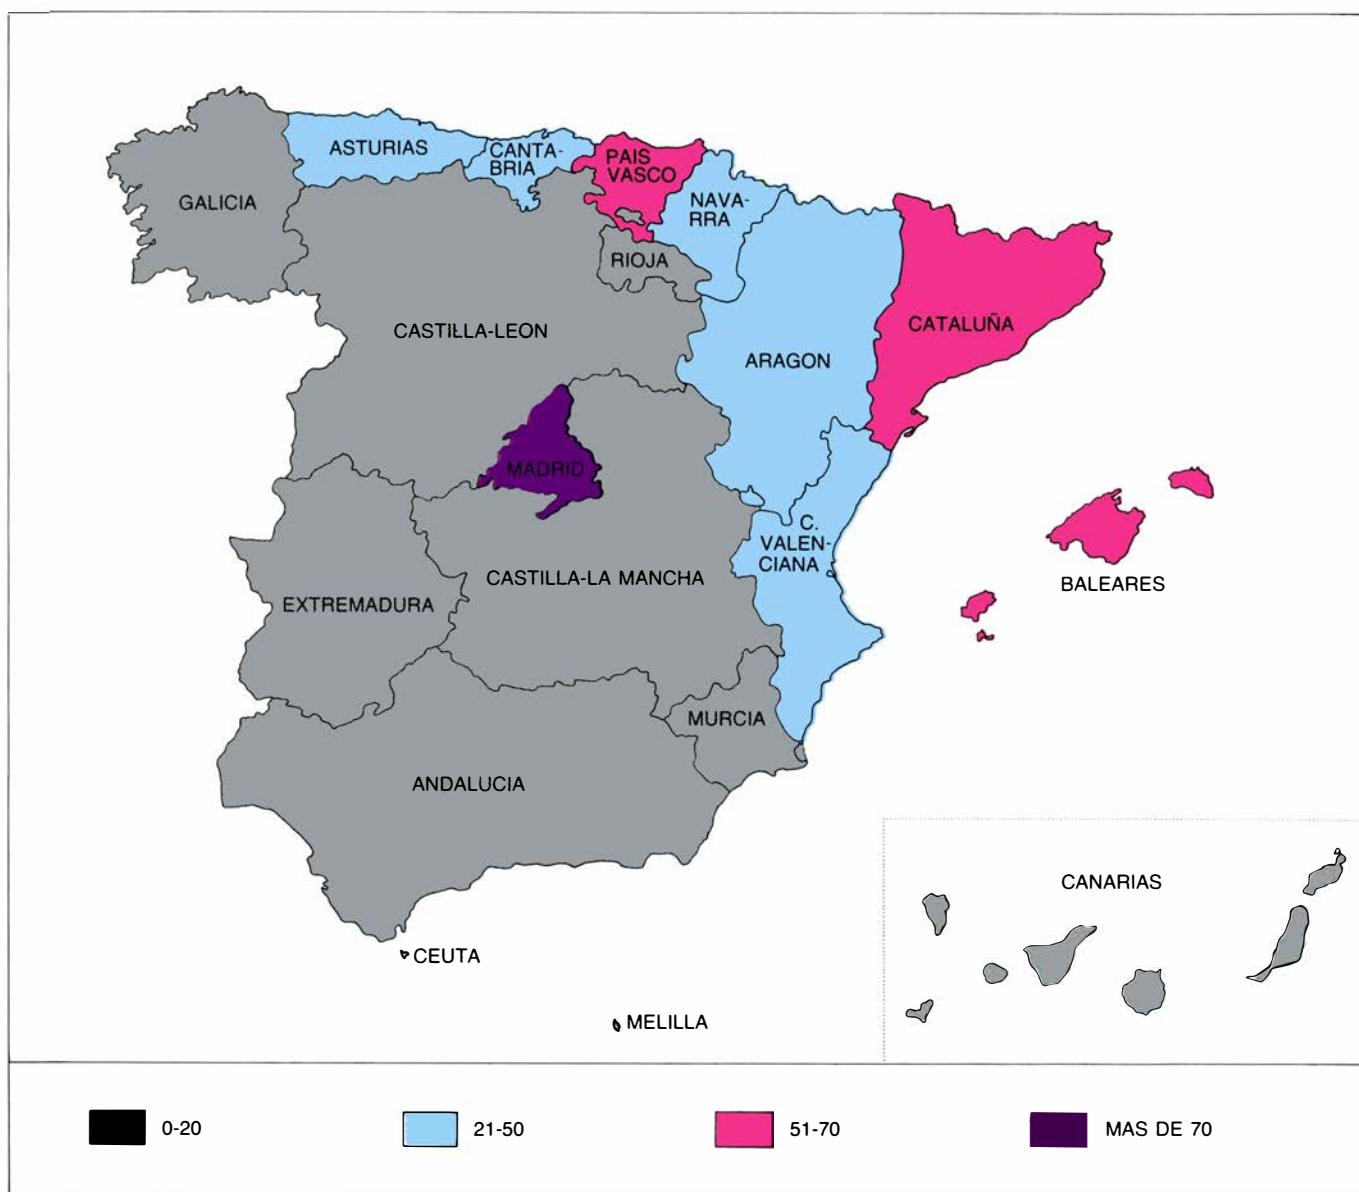 ASTURIAS
CANTA-
BRIA
PAIS
VASCO
GALICIA
NAVA-
RRA
RIOJA
CASTILLA-LEON
CATALUÑA
ARAGON
MADRID
C.
VALEN-
CIANA
CASTILLA-LA MANCHA
BALEARES
EXTREMADURA
MURCIA
ANDALUCIA
CANARIAS
CEUTA
MELILLA
0-20
21-50
51-70
MAS DE 70